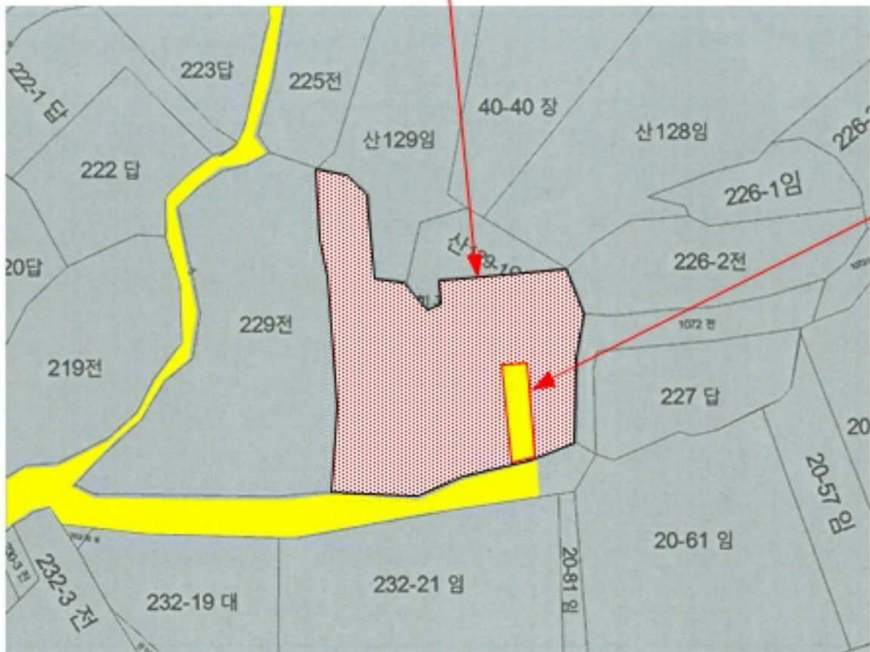 222-1 답
223답
225전
40-40 장
산129임
산128임
226-1임
222 답
226-2전
20답
229전
1072 전
219전
227 답
20-57 임
20-61 임
232-21 임
20-81 임
232-19 대
232-3 전